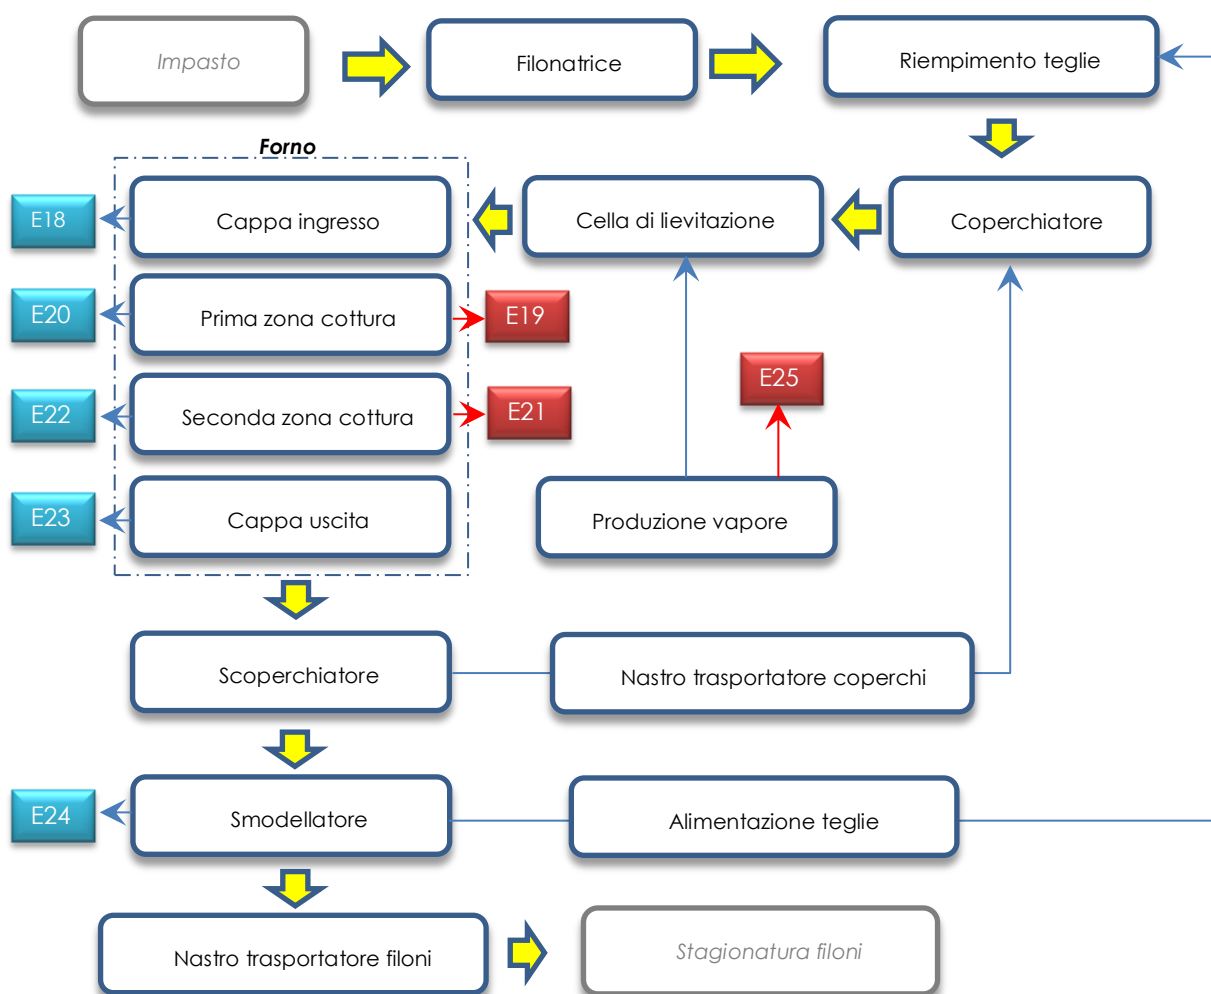 Impasto
Filonatrice
Riempimento teglie
Forno
E18
Cappa ingresso
Cella di lievitazione
Coperchiatore
E20
Prima zona cottura
E19
E25
E22
Seconda zona cottura
E21
E23
Cappa uscita
Produzione vapore
Scoperchiatore
Nastro trasportatore coperchi
E24
Smodellatore
Alimentazione teglie
Nastro trasportatore filoni
Stagionatura filoni